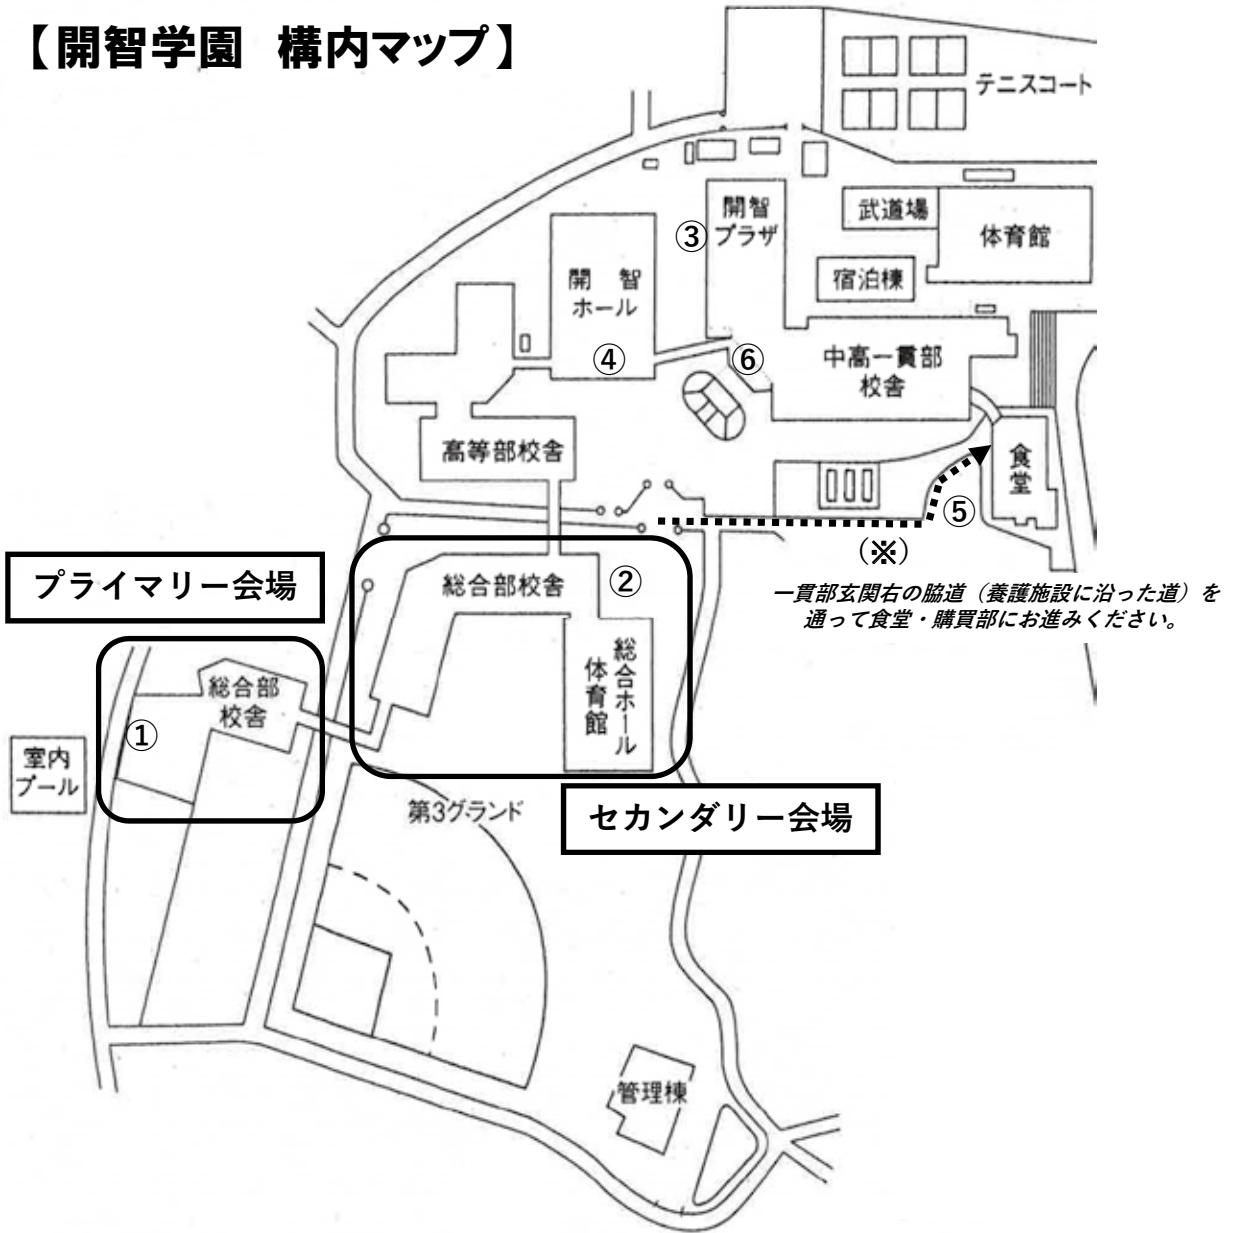 【開智学園 構内マップ】
テニスコート
開智
プラザ
③
武道場
体育館
宿泊棟
開 智
ホール
④
⑥
中高一貫部
校舎
高等部校舎
食堂
⑤
(※)
一貫部玄関右の脇道（養護施設に沿った道）を
通って食堂・購買部にお進みください。
プライマリー会場
総合部校舎
②
総合ホール
体育館
総合部
校舎
①
室内
プール
第3グランド
セカンダリー会場
管理棟